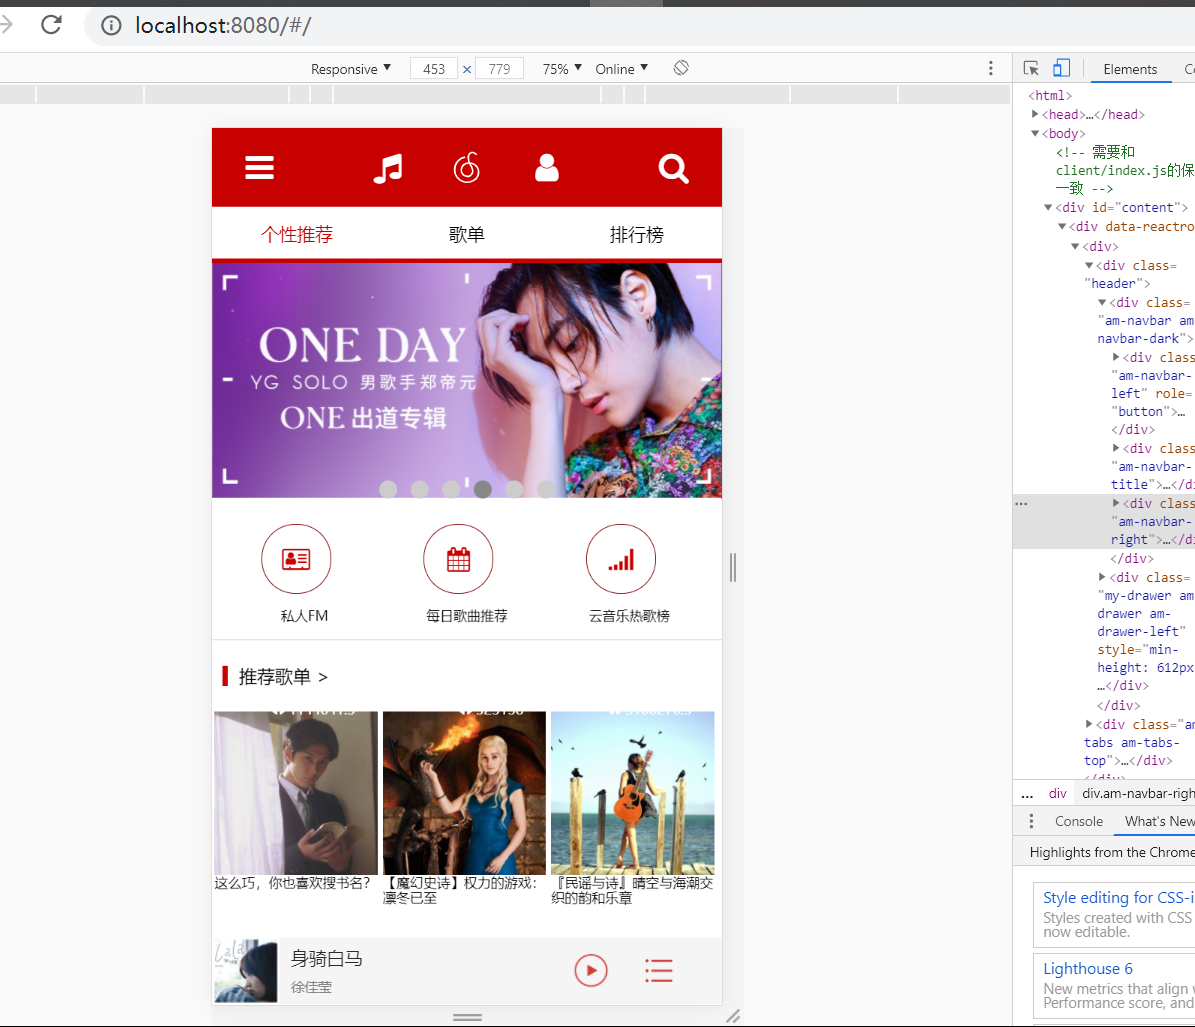 localhost:8080/#/
Responsive 453 × 779 75% Online
Elements
个性推荐 歌单 排行榜
ONE DAY
YG SOLO 男歌手郑帝元
ONE 出道专辑
私人FM 每日歌曲推荐 云音乐热歌榜
推荐歌单 >
这么巧，你也喜欢搜书名?
【魔幻史诗】权力的游戏：
凛冬已至
『民谣与诗』晴空与海潮交
织的韵和乐章
身骑白马
徐佳莹
<html>
<head>…</head>
<body>
<!-- 需要和
client/index.js的保
一致 -->
<div id="content">
<div data-reactro
<div>
<div class=
"header">
<div class=
"am-navbar am
navbar-dark">
<div class
"am-navbar-
left" role=
"button">…
</div>
<div class
"am-navbar-
title">…</di
… <div class
"am-navbar-
right">…</di
</div>
<div class=
"my-drawer am
drawer am-
drawer-left"
style="min-
height: 612px
…</div>
</div>
<div class="am
tabs am-tabs-
top">…</div>
</div>
... div div.am-navbar-righ
Console What's New
Highlights from the Chrome
Style editing for CSS-i
Styles created with CSS
now editable.
Lighthouse 6
New metrics that align
Performance score, and